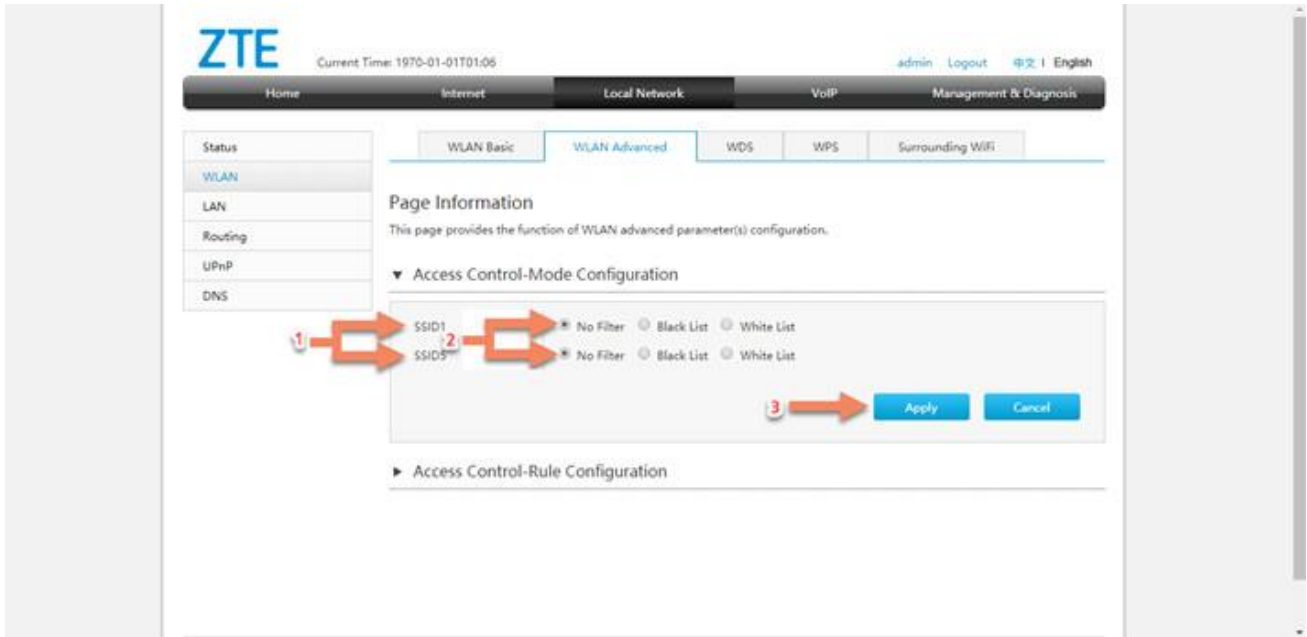 ZTE
Current Time: 1970-01-01T01:06
admin Logout 中文 | English
Home Internet Local Network VoIP Management & Diagnosis
Status
WLAN
LAN
Routing
UPnP
DNS
WLAN Basic WLAN Advanced WDS WPS Surrounding WiFi
Page Information
This page provides the function of WLAN advanced parameter(s) configuration.
▼ Access Control-Mode Configuration
1 SSID1 2 No Filter Black List White List
SSID5 No Filter Black List White List
3 Apply Cancel
► Access Control-Rule Configuration